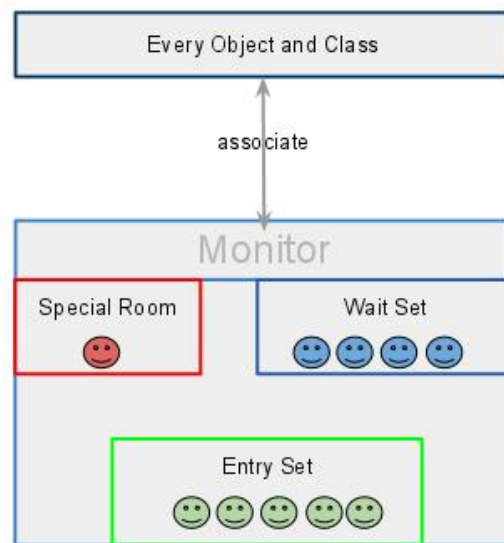 Every Object and Class
associate
Monitor
Special Room
Wait Set
Entry Set